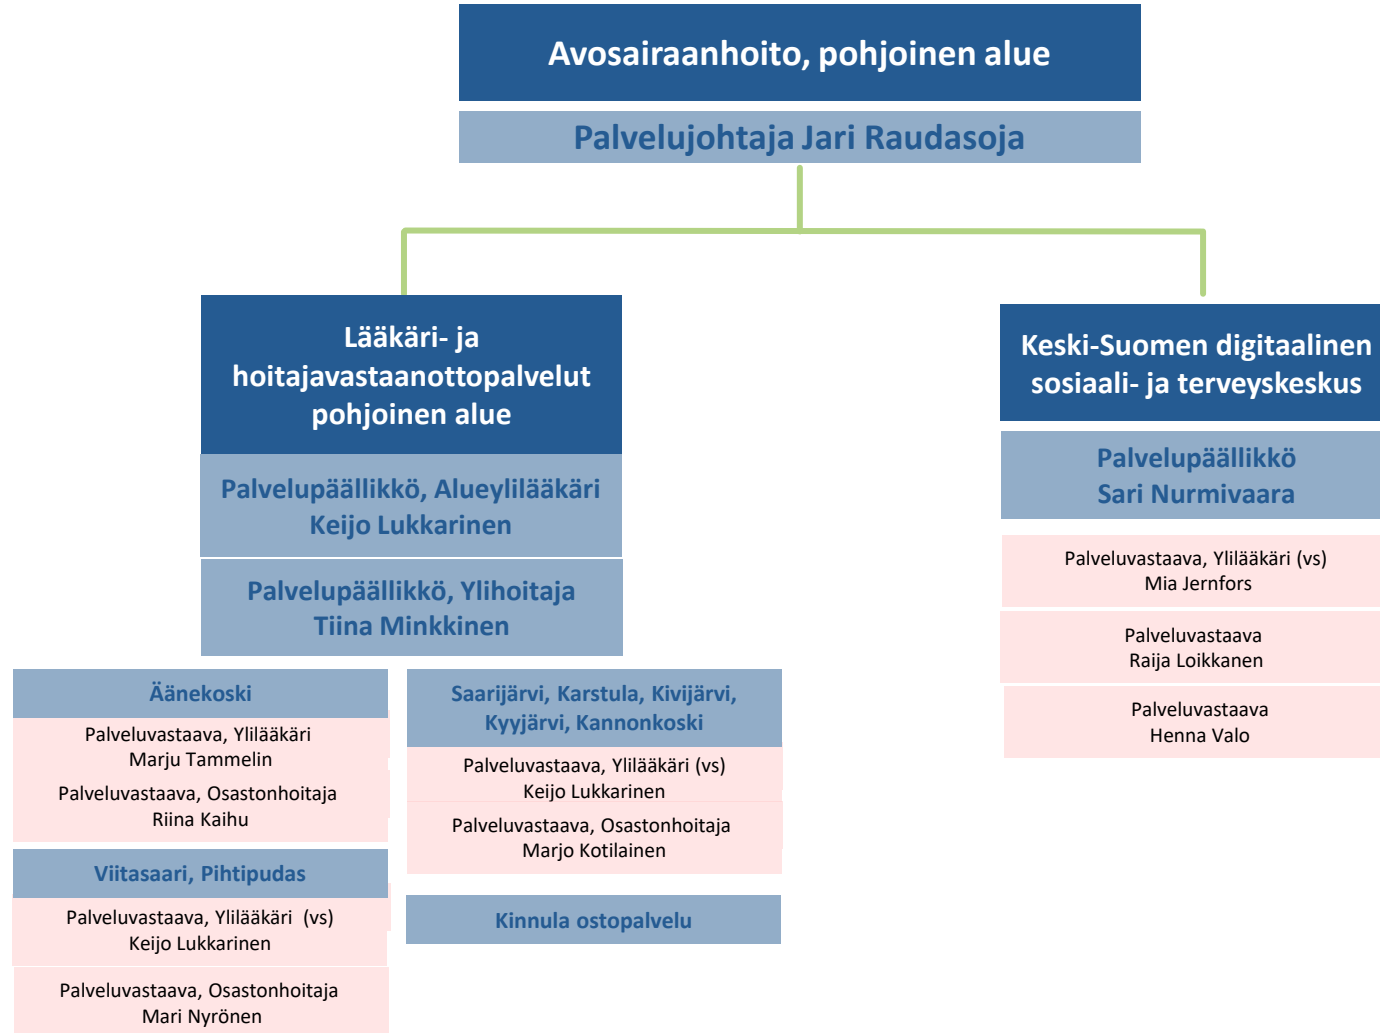 Avosairaanhoito, pohjoinen alue
Palvelujohtaja Jari Raudasoja
Lääkäri- ja
hoitajavastaanottopalvelut
pohjoinen alue
Palvelupäällikkö, Alueylilääkäri
Keijo Lukkarinen
Palvelupäällikkö, Ylihoitaja
Tiina Minkkinen
Äänekoski
Palveluvastaava, Ylilääkäri
Marju Tammelin
Palveluvastaava, Osastonhoitaja
Riina Kaihu
Viitasaari, Pihtipudas
Palveluvastaava, Ylilääkäri (vs)
Keijo Lukkarinen
Palveluvastaava, Osastonhoitaja
Mari Nyrönen
Saarijärvi, Karstula, Kivijärvi,
Kyyjärvi, Kannonkoski
Palveluvastaava, Ylilääkäri (vs)
Keijo Lukkarinen
Palveluvastaava, Osastonhoitaja
Marjo Kotilainen
Kinnula ostopalvelu
Keski-Suomen digitaalinen
sosiaali- ja terveyskeskus
Palvelupäällikkö
Sari Nurmivaara
Palveluvastaava, Ylilääkäri (vs)
Mia Jernfors
Palveluvastaava
Raija Loikkanen
Palveluvastaava
Henna Valo